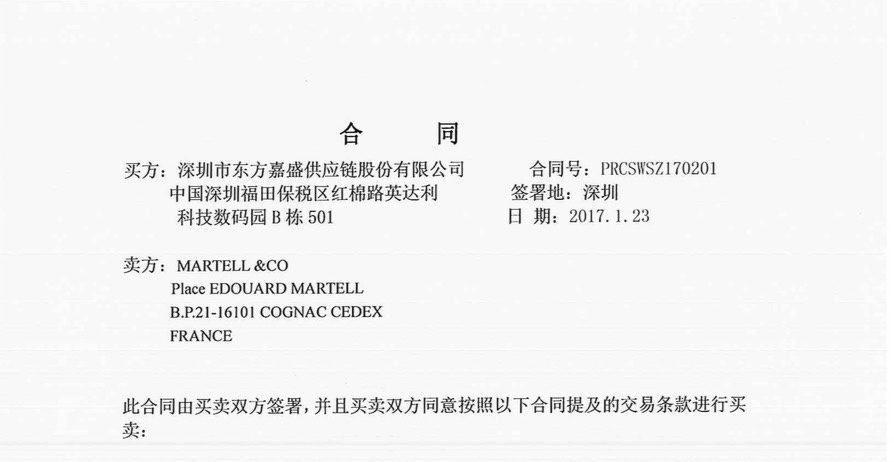 合 同
买方：深圳市东方嘉盛供应链股份有限公司 合同号：PRCSWSZ170201
中国深圳福田保税区红棉路英达利 签署地：深圳
科技数码园 B 栋 501 日 期：2017.1.23
卖方：MARTELL &CO
Place EDOUARD MARTELL
B.P.21-16101 COGNAC CEDEX
FRANCE
此合同由买卖双方签署，并且买卖双方同意按照以下合同提及的交易条款进行买
卖：